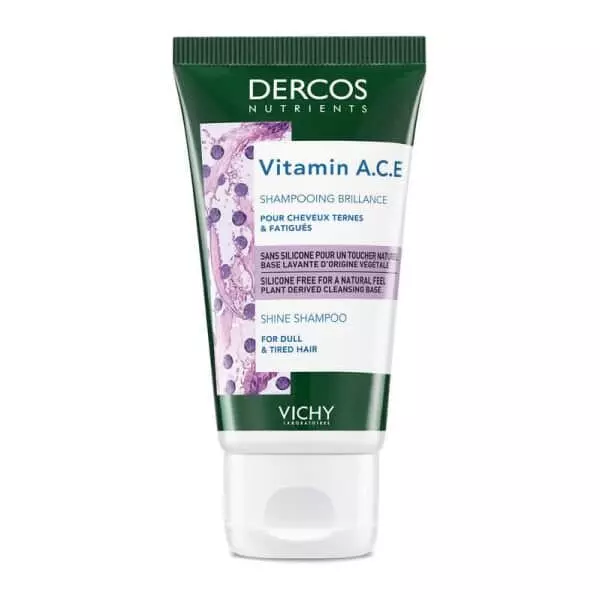 DERCOS
NUTRIENTS
Vitamin A.C.E
SHAMPOOING BRILLANCE
POUR CHEVEUX TERNES
& FATIGUÉS
SANS SILICONE POUR UN TOUCHER NATUREL
BASE LAVANTE D'ORIGINE VÉGÉTALE
SILICONE FREE FOR A NATURAL FEEL
PLANT DERIVED CLEANSING BASE
SHINE SHAMPOO
FOR DULL
& TIRED HAIR
VICHY
LABORATOIRES